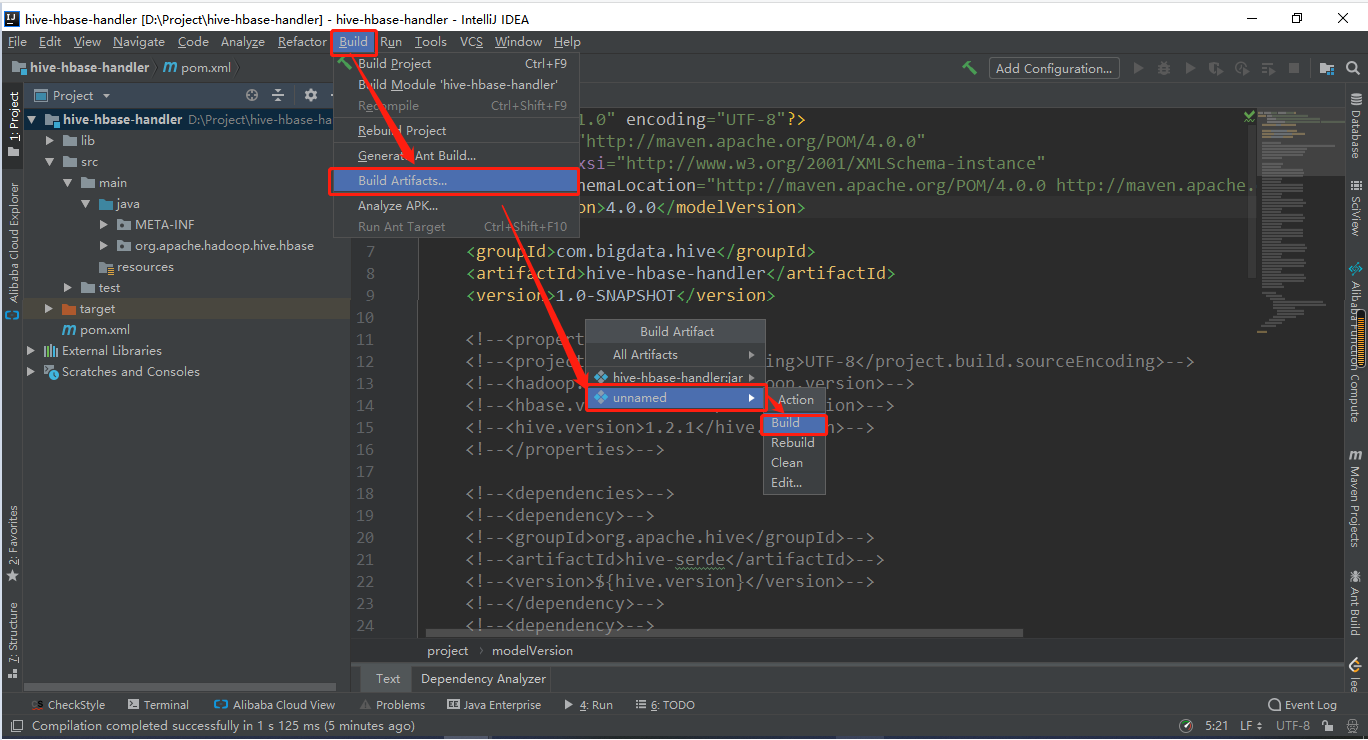 hive-hbase-handler [D:\Project\hive-hbase-handler] - hive-hbase-handler - IntelliJ IDEA
File Edit View Navigate Code Analyze Refactor Build Run Tools VCS Window Help
hive-hbase-handler pom.xml
Add Configuration...
Build Project Ctrl+F9
Build Module 'hive-hbase-handler'
Recompile Ctrl+Shift+F9
Rebuild Project
Generate Ant Build...
Build Artifacts...
Analyze APK...
Run Ant Target Ctrl+Shift+F10
Project
hive-hbase-handler D:\Project\hive-hbase-ha
lib
src
main
java
META-INF
org.apache.hadoop.hive.hbase
resources
test
target
pom.xml
External Libraries
Scratches and Consoles
1: Project
Alibaba Cloud Explorer
2: Favorites
7: Structure
1.0" encoding="UTF-8"?>
"http://maven.apache.org/POM/4.0.0"
xsi="http://www.w3.org/2001/XMLSchema-instance"
hemaLocation="http://maven.apache.org/POM/4.0.0 http://maven.apache.
on>4.0.0</modelVersion>
7 <groupId>com.bigdata.hive</groupId>
8 <artifactId>hive-hbase-handler</artifactId>
9 <version>1.0-SNAPSHOT</version>
10
11 <!--<proper
12 <!--<projec ing>UTF-8</project.build.sourceEncoding>-->
13 <!--<hadoop. oop.version>-->
14 <!--<hbase.v ion>-->
15 <!--<hive.version>1.2.1</hive. >-->
16 <!--</properties>-->
17
18 <!--<dependencies>-->
19 <!--<dependency>-->
20 <!--<groupId>org.apache.hive</groupId>-->
21 <!--<artifactId>hive-serde</artifactId>-->
22 <!--<version>${hive.version}</version>-->
23 <!--</dependency>-->
24 <!--<dependency>-->
Build Artifact
All Artifacts
hive-hbase-handler:jar
unnamed
Action
Build
Rebuild
Clean
Edit...
project › modelVersion
Text Dependency Analyzer
Database
SciView
Alibaba Function Compute
Maven Projects
Ant Build
lee
CheckStyle Terminal Alibaba Cloud View Problems Java Enterprise 4: Run 6: TODO Event Log
Compilation completed successfully in 1 s 125 ms (5 minutes ago) 5:21 LF UTF-8